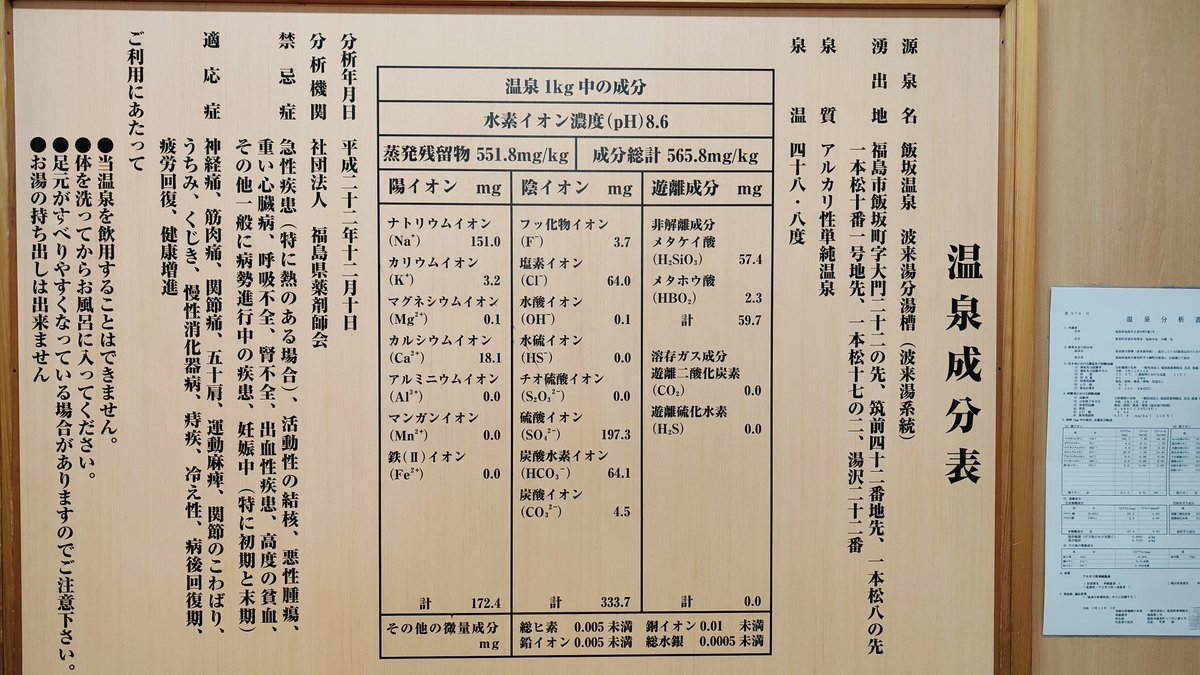 温泉成分表
源泉名 飯坂温泉 波来湯分湯槽（波来湯系統）
湧出地 福島市飯坂町字大門二十二の先、筑前四十二番地先、一本松八の先
一本松十番一号地先、一本松十七の二、湯沢二十二番
泉質 アルカリ性単純温泉
泉温 四十八・八度
温泉1kg中の成分
水素イオン濃度(pH)8.6
蒸発残留物 551.8mg/kg 成分総計 565.8mg/kg
陽イオン mg
ナトリウムイオン
(Na⁺) 151.0
カリウムイオン
(K⁺) 3.2
マグネシウムイオン
(Mg²⁺) 0.1
カルシウムイオン
(Ca²⁺) 18.1
アルミニウムイオン
(Al³⁺) 0.0
マンガンイオン
(Mn²⁺) 0.0
鉄(Ⅱ)イオン
(Fe²⁺) 0.0
計 172.4
陰イオン mg
フッ化物イオン
(F⁻) 3.7
塩素イオン
(Cl⁻) 64.0
水酸イオン
(OH⁻) 0.1
水硫イオン
(HS⁻) 0.0
チオ硫酸イオン
(S₂O₃²⁻) 0.0
硫酸イオン
(SO₄²⁻) 197.3
炭酸水素イオン
(HCO₃⁻) 64.1
炭酸イオン
(CO₃²⁻) 4.5
計 333.7
遊離成分 mg
非解離成分
メタケイ酸
(H₂SiO₃) 57.4
メタホウ酸
(HBO₂) 2.3
計 59.7
溶存ガス成分
遊離二酸化炭素
(CO₂) 0.0
遊離硫化水素
(H₂S) 0.0
計 0.0
その他の微量成分
mg
総ヒ素 0.005 未満 銅イオン 0.01 未満
鉛イオン 0.005 未満 総水銀 0.0005 未満
分析年月日 平成二十二年十二月十日
分析機関 社団法人 福島県薬剤師会
禁忌症 急性疾患（特に熱のある場合）、活動性の結核、悪性腫瘍、
重い心臓病、呼吸不全、腎不全、出血性疾患、高度の貧血、
その他一般に病勢進行中の疾患、妊娠中（特に初期と末期）
適応症 神経痛、筋肉痛、関節痛、五十肩、運動麻痺、関節のこわばり、
うちみ、くじき、慢性消化器病、痔疾、冷え性、病後回復期、
疲労回復、健康増進
ご利用にあたって
●当温泉を飲用することはできません。
●体を洗ってからお風呂に入ってください。
●足元がすべりやすくなっている場合がありますのでご注意下さい。
●お湯の持ち出しは出来ません
温泉分析書